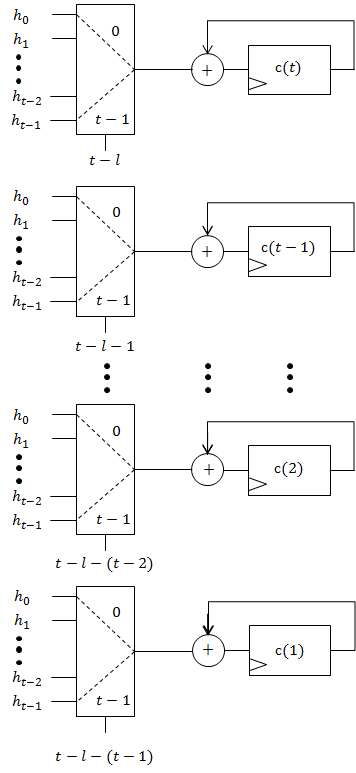 h₀
0
h₁
+
c(t)
hₜ₋₂
hₜ₋₁
t − 1
t − l
h₀
0
h₁
+
c(t − 1)
hₜ₋₂
hₜ₋₁
t − 1
t − l − 1
h₀
0
h₁
+
c(2)
hₜ₋₂
hₜ₋₁
t − 1
t − l − (t − 2)
h₀
0
h₁
+
c(1)
hₜ₋₂
hₜ₋₁
t − 1
t − l − (t − 1)